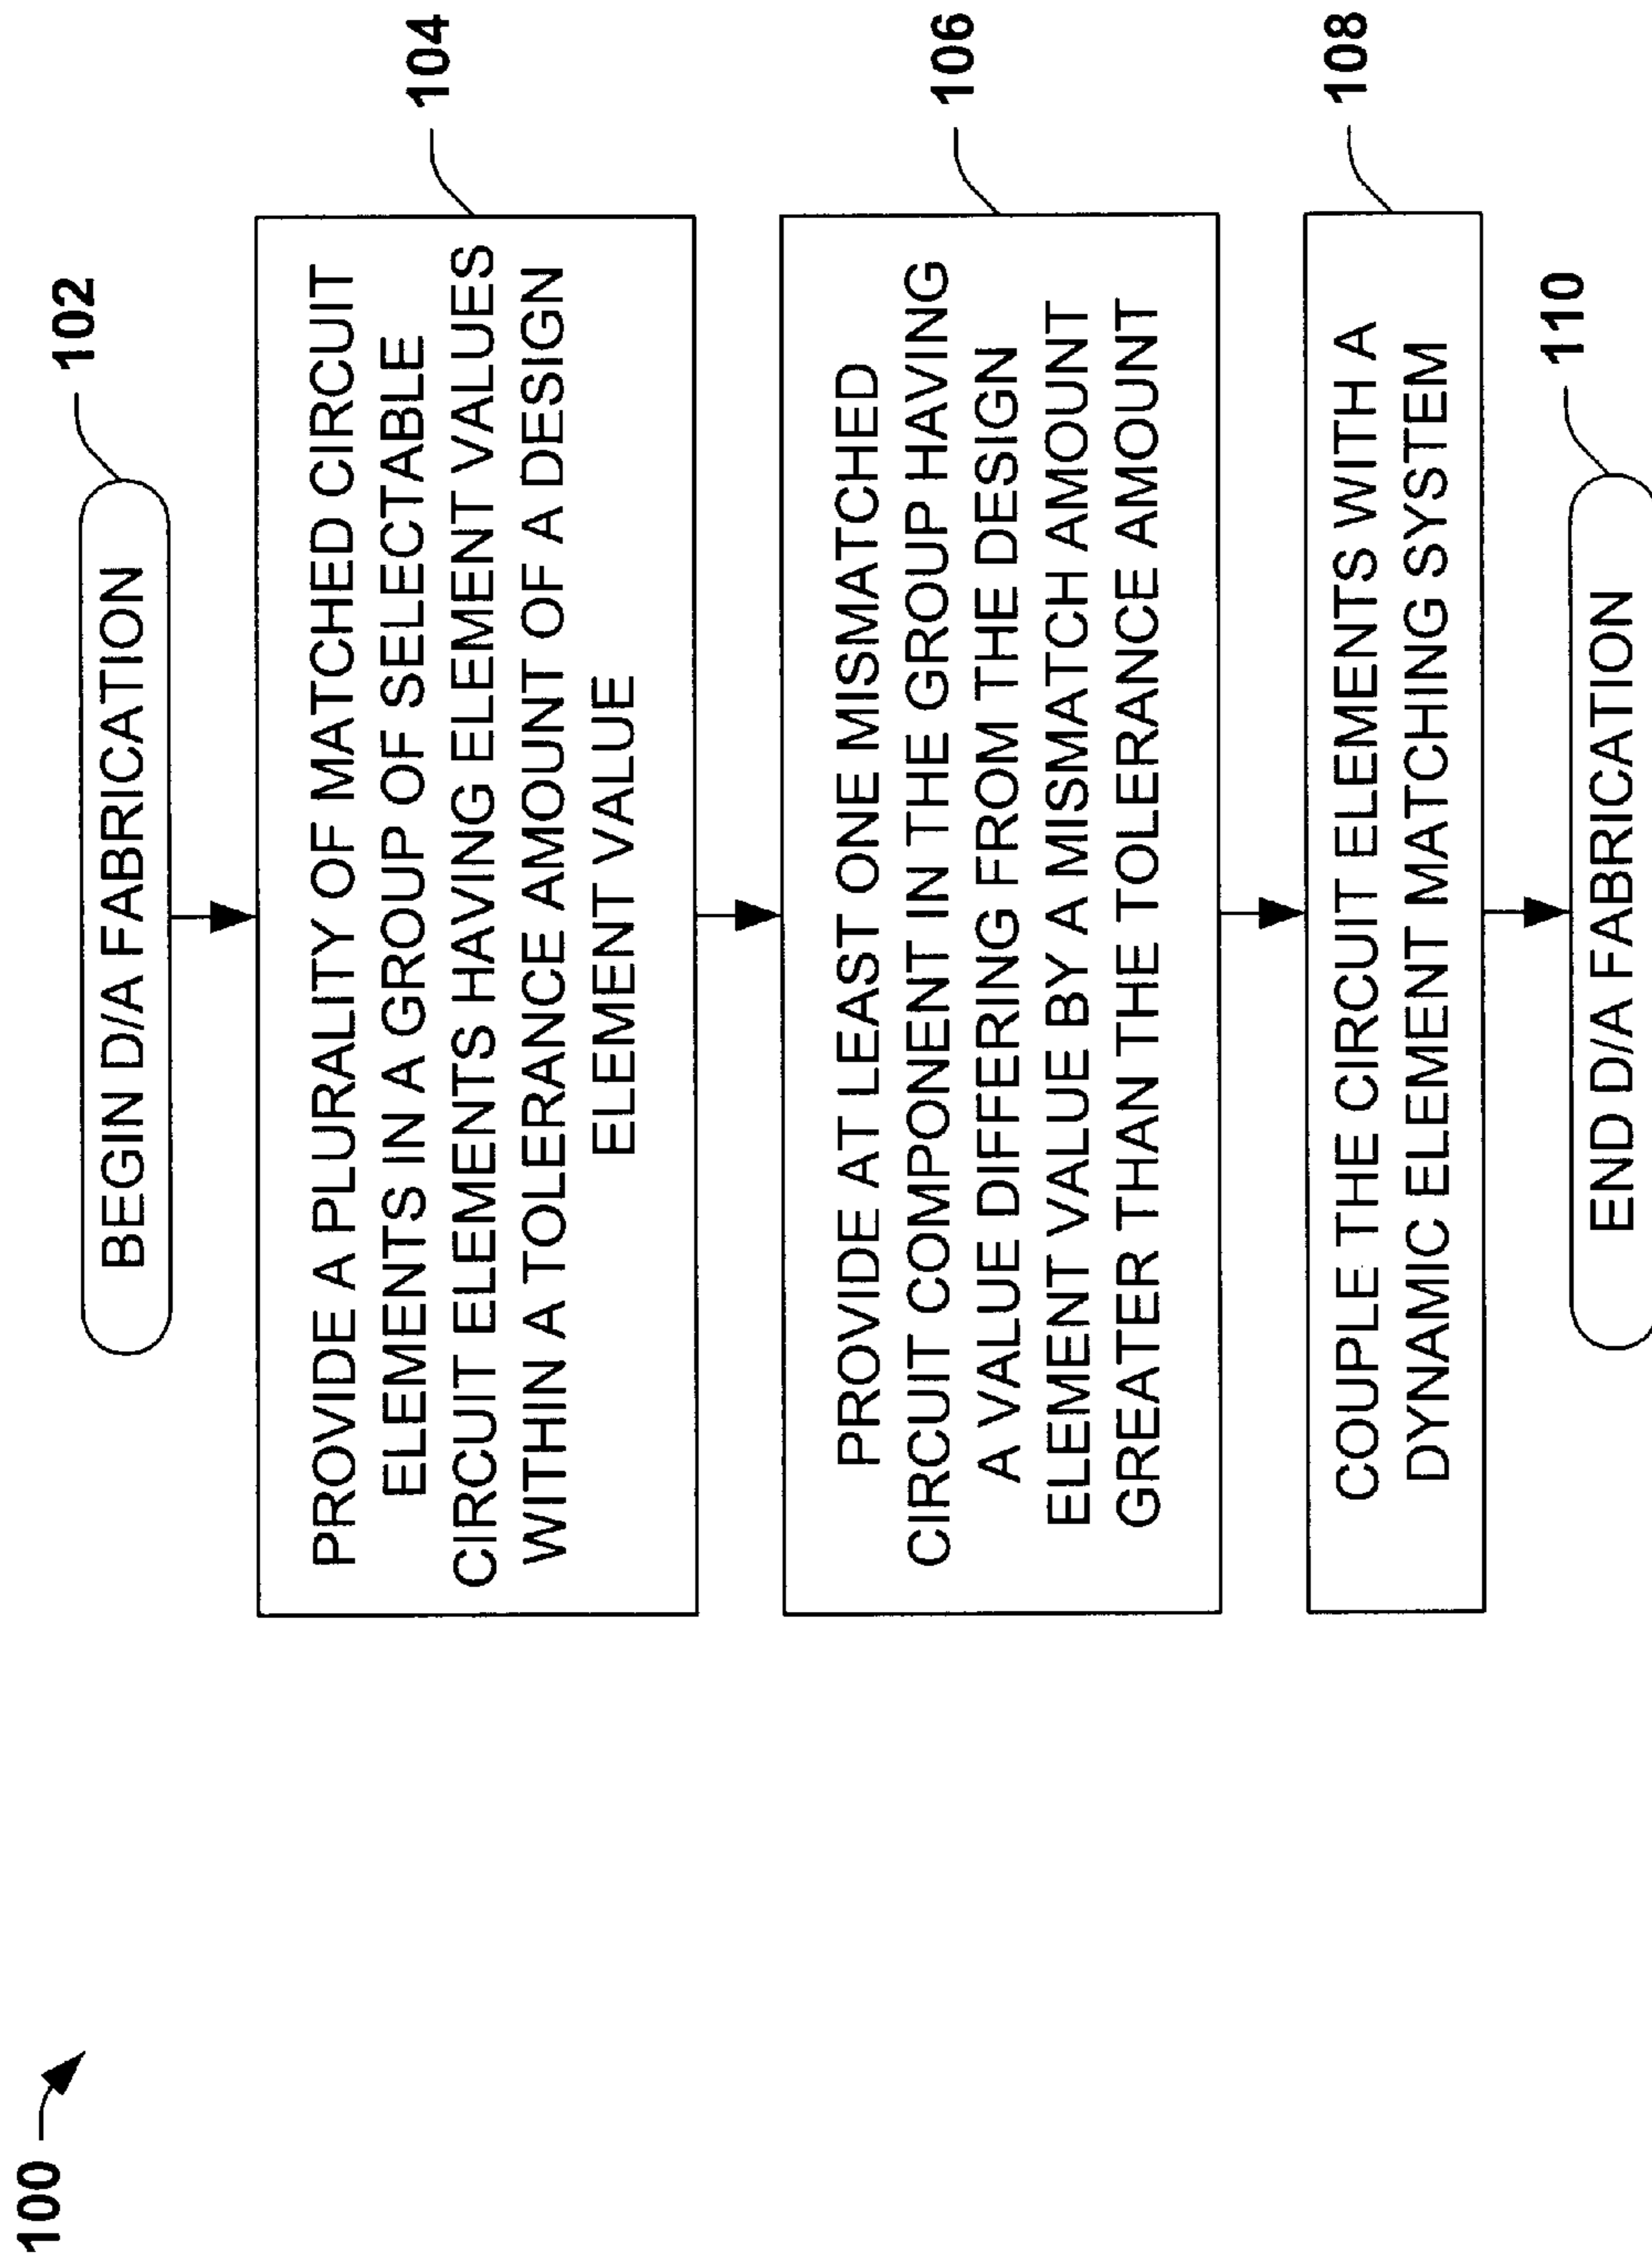 100
102
BEGIN D/A FABRICATION
104
PROVIDE A PLURALITY OF MATCHED CIRCUIT
ELEMENTS IN A GROUP OF SELECTABLE
CIRCUIT ELEMENTS HAVING ELEMENT VALUES
WITHIN A TOLERANCE AMOUNT OF A DESIGN
ELEMENT VALUE
106
PROVIDE AT LEAST ONE MISMATCHED
CIRCUIT COMPONENT IN THE GROUP HAVING
A VALUE DIFFERING FROM THE DESIGN
ELEMENT VALUE BY A MISMATCH AMOUNT
GREATER THAN THE TOLERANCE AMOUNT
108
COUPLE THE CIRCUIT ELEMENTS WITH A
DYNAMIC ELEMENT MATCHING SYSTEM
110
END D/A FABRICATION